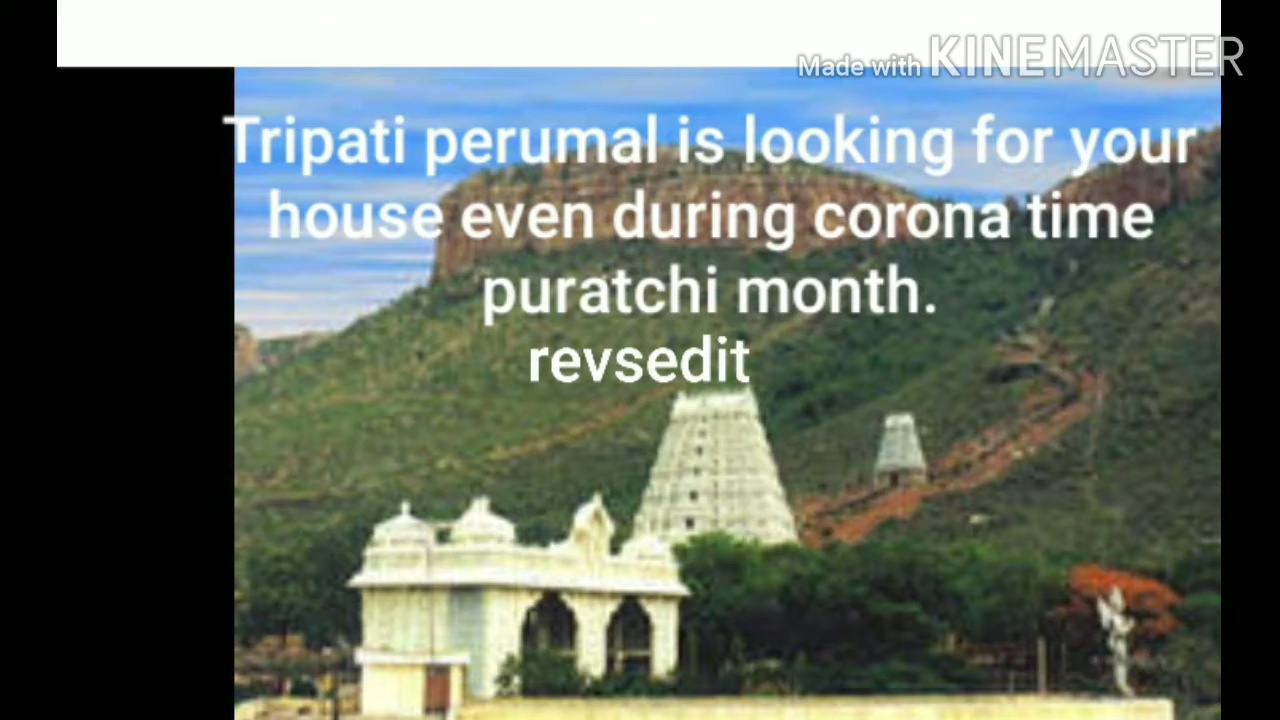 Made with KINEMASTER
Tripati perumal is looking for your
house even during corona time
puratchi month.
revsedit